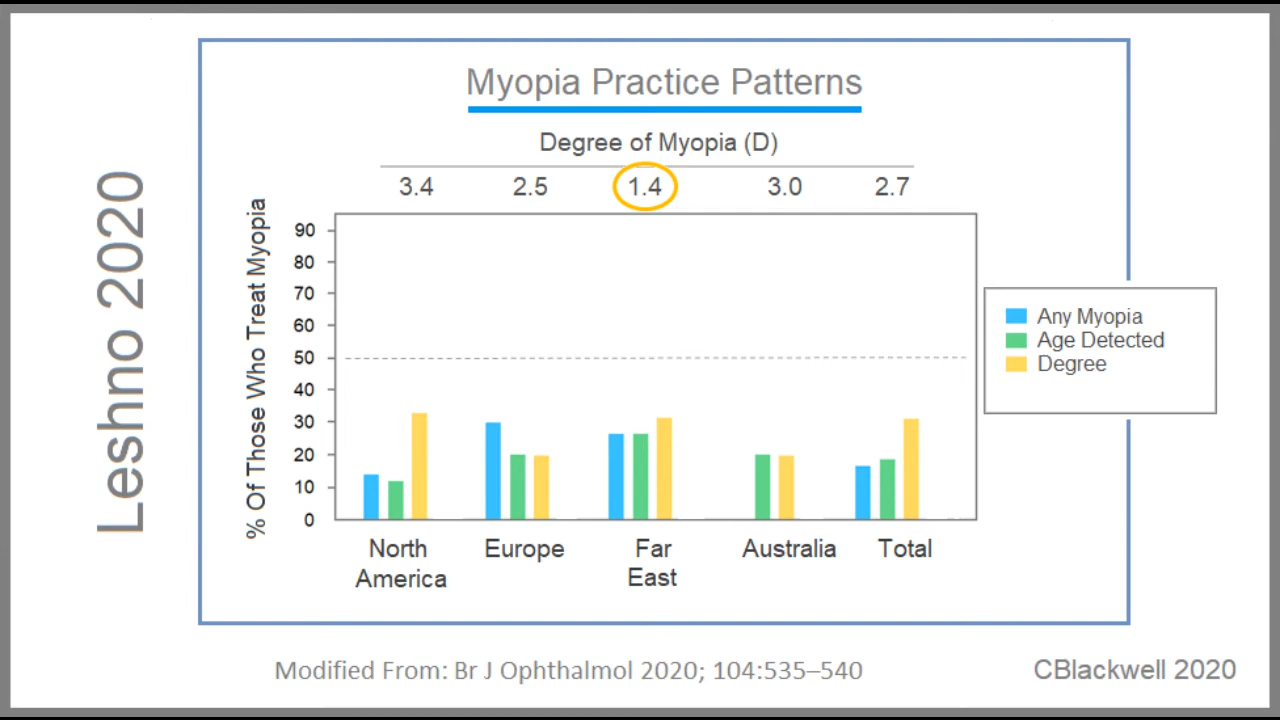 Leshno 2020
Myopia Practice Patterns
Degree of Myopia (D)
3.4 2.5 1.4 3.0 2.7
% Of Those Who Treat Myopia
90
80
70
60
50
40
30
20
10
0
Any Myopia
Age Detected
Degree
North America
Europe
Far East
Australia
Total
Modified From: Br J Ophthalmol 2020; 104:535–540
CBlackwell 2020